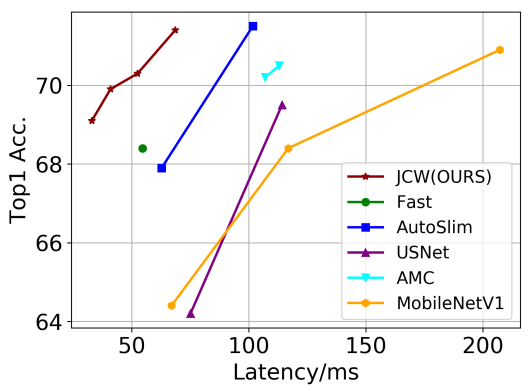 70
68
66
64
Top1 Acc.
50
100
150
200
Latency/ms
JCW(OURS)
Fast
AutoSlim
USNet
AMC
MobileNetV1